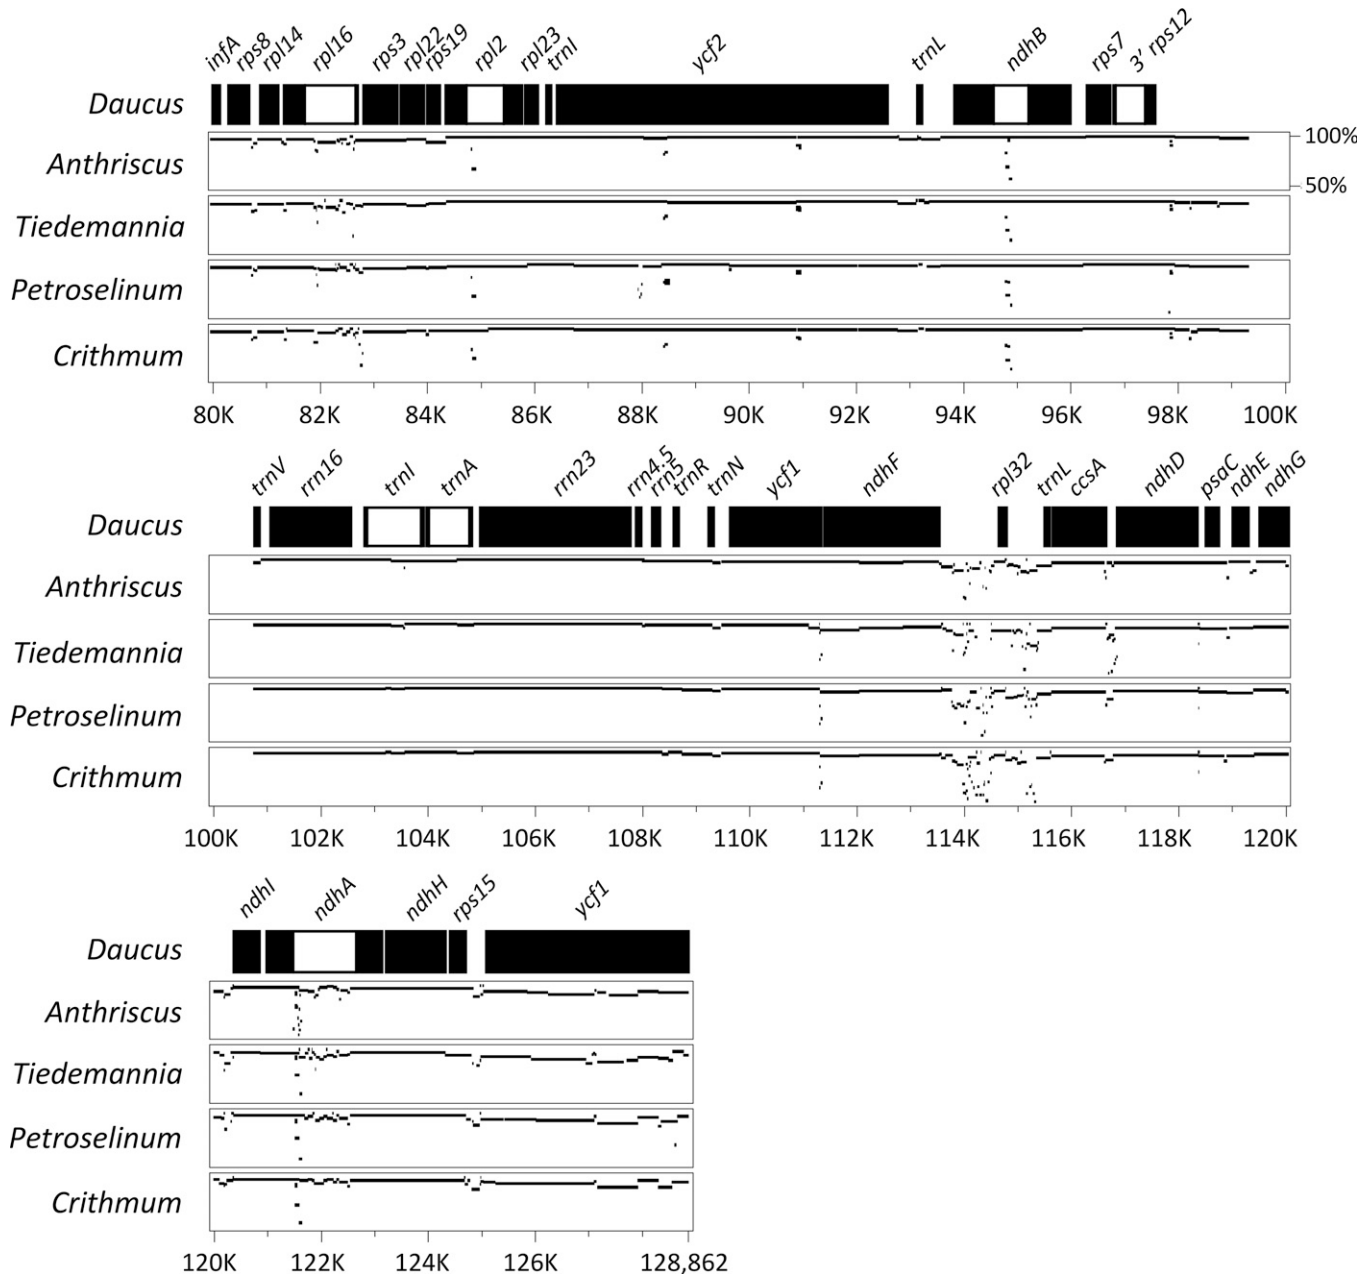 infA rps8 rpl14 rpl16 rps3 rpl22 rps19 rpl2 rpl23 trnI ycf2 trnL ndhB rps7 3' rps12
Daucus
100%
Anthriscus
50%
Tiedemannia
Petroselinum
Crithmum
80K 82K 84K 86K 88K 90K 92K 94K 96K 98K 100K
trnV rrn16 trnI trnA rrn23 rrn4.5 rrn5 trnR trnN ycf1 ndhF rpl32 trnL ccsA ndhD psaC ndhE ndhG
Daucus
Anthriscus
Tiedemannia
Petroselinum
Crithmum
100K 102K 104K 106K 108K 110K 112K 114K 116K 118K 120K
ndhI ndhA ndhH rps15 ycf1
Daucus
Anthriscus
Tiedemannia
Petroselinum
Crithmum
120K 122K 124K 126K 128,862